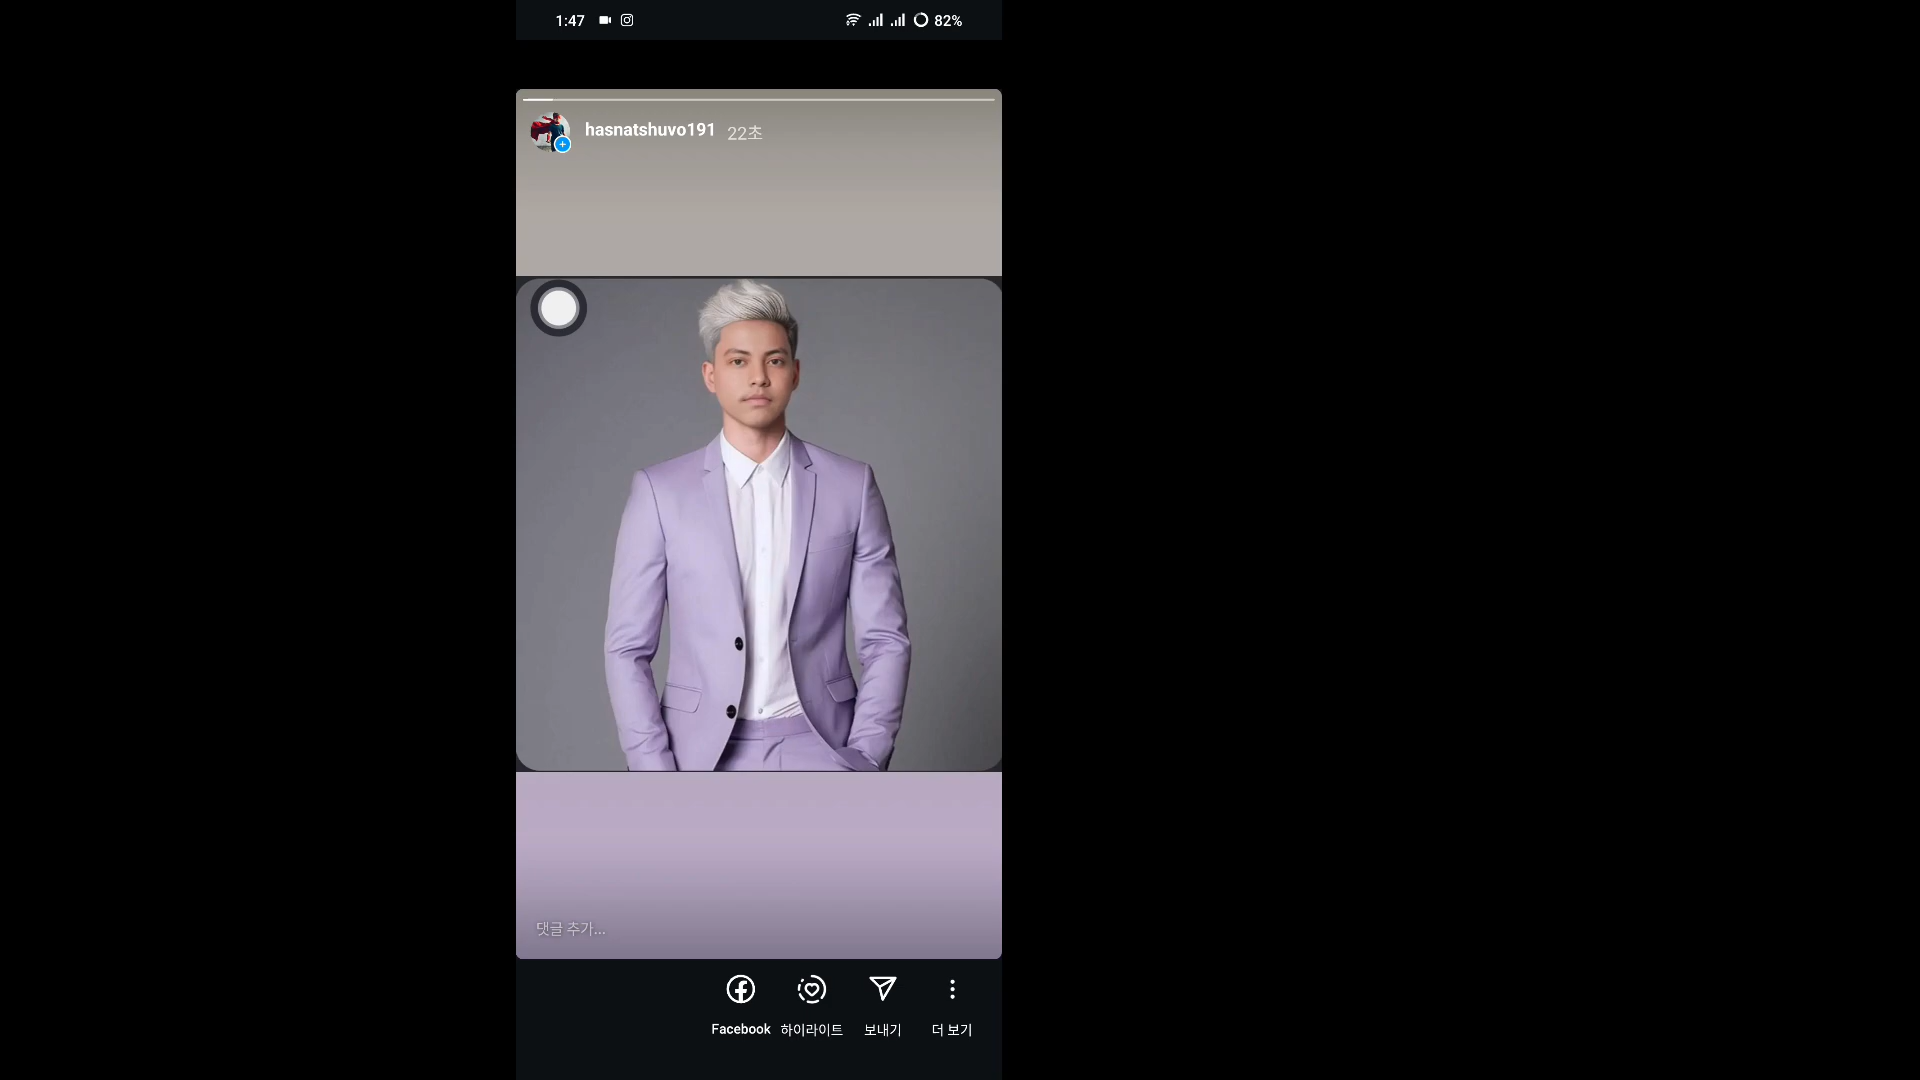 1:47 82%
hasnatshuvo191 22초
댓글 추가...
Facebook 하이라이트 보내기 더 보기